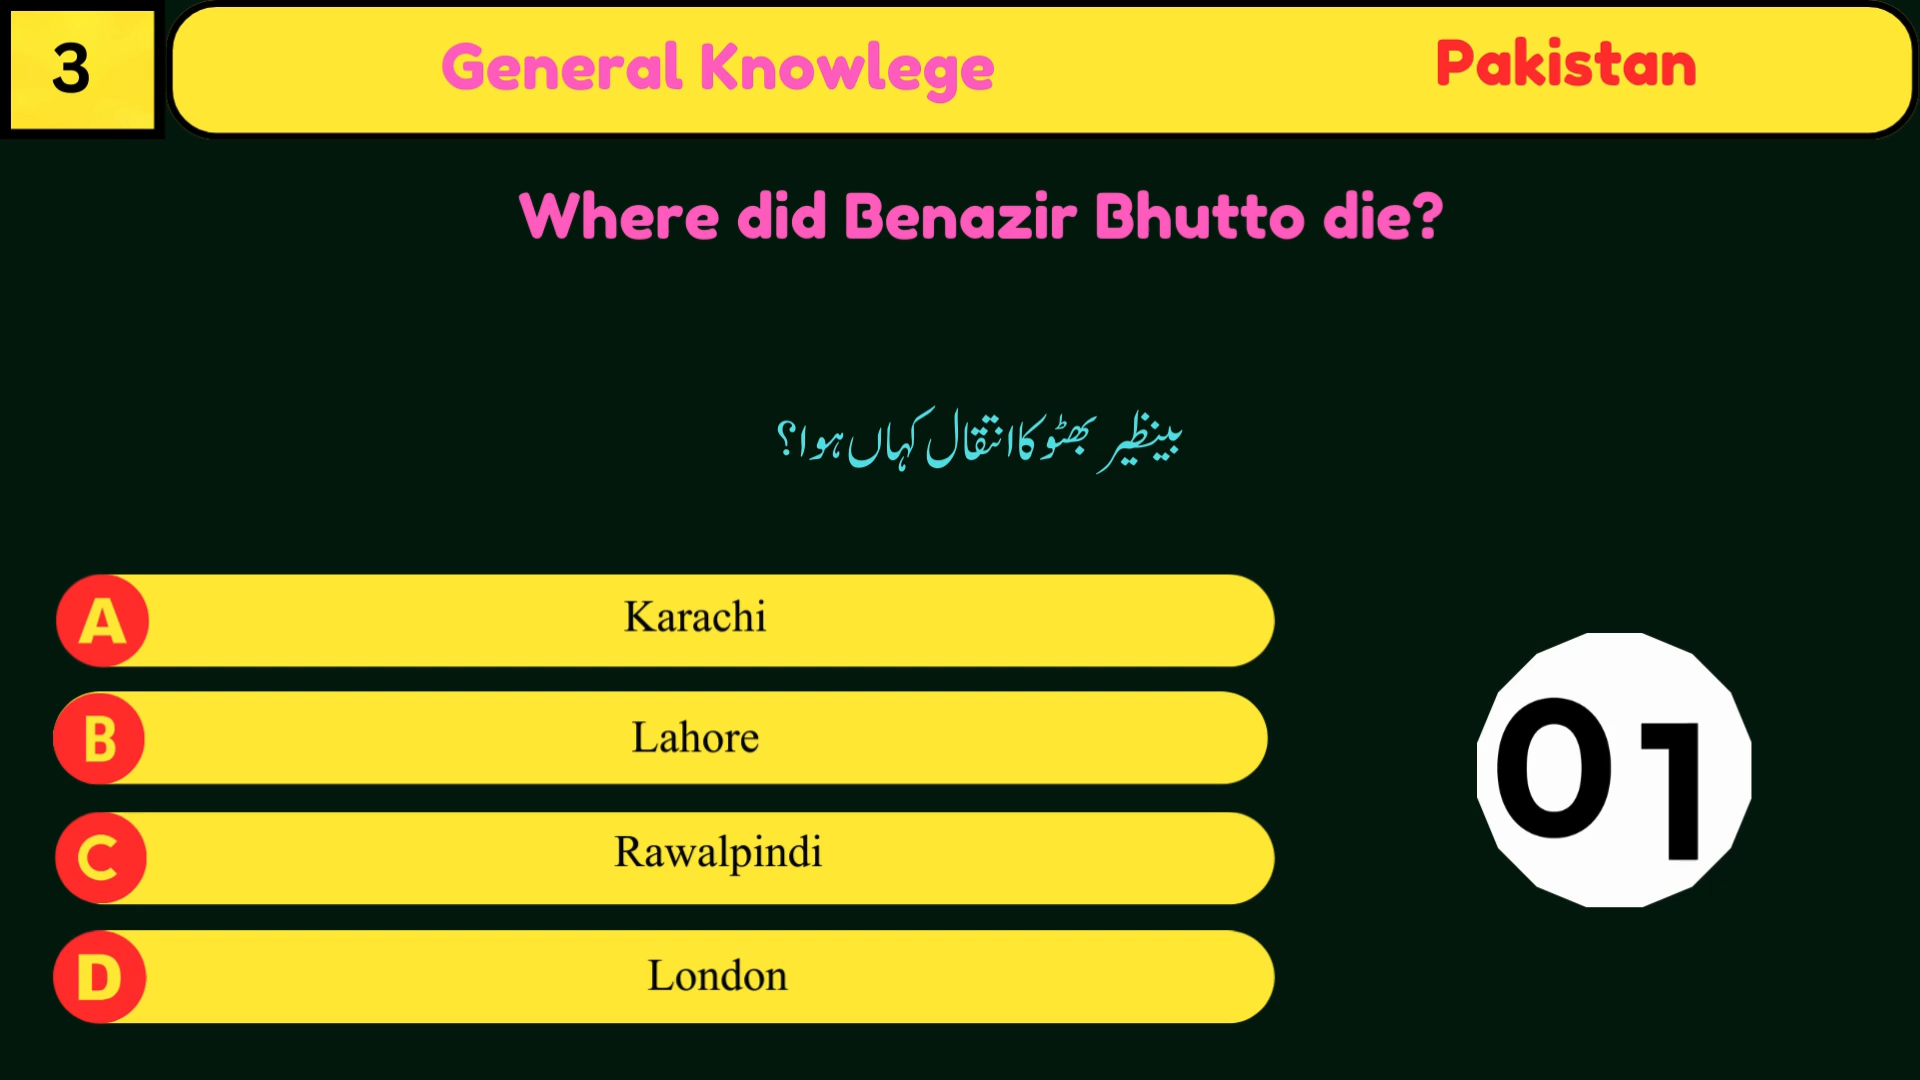 3
General Knowlege
Pakistan
Where did Benazir Bhutto die?
بینظیر بھٹو کا انتقال کہاں ہوا؟
A Karachi
B Lahore
C Rawalpindi
D London
01